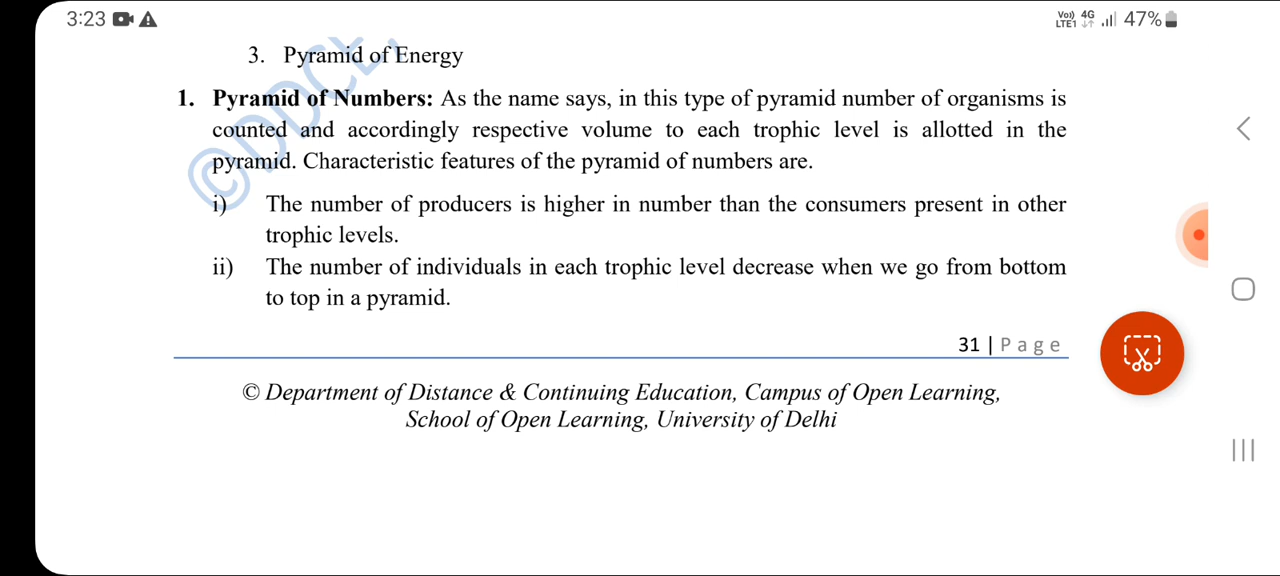 3:23 Vo)) 4G LTE1 47%
3. Pyramid of Energy
1. Pyramid of Numbers: As the name says, in this type of pyramid number of organisms is
counted and accordingly respective volume to each trophic level is allotted in the
pyramid. Characteristic features of the pyramid of numbers are.
i) The number of producers is higher in number than the consumers present in other
trophic levels.
ii) The number of individuals in each trophic level decrease when we go from bottom
to top in a pyramid.
31 | Page
© Department of Distance & Continuing Education, Campus of Open Learning,
School of Open Learning, University of Delhi